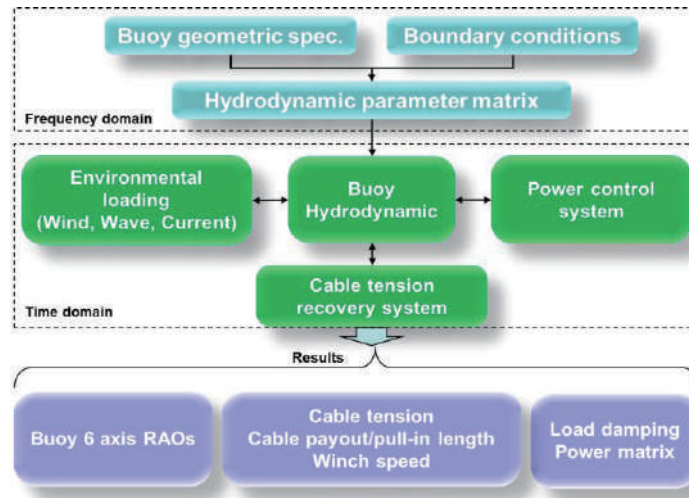 Buoy geometric spec.
Boundary conditions
Hydrodynamic parameter matrix
Frequency domain
Environmental
loading
(Wind, Wave, Current)
Buoy
Hydrodynamic
Power control
system
Cable tension
recovery system
Time domain
Results
Buoy 6 axis RAOs
Cable tension
Cable payout/pull-in length
Winch speed
Load damping
Power matrix